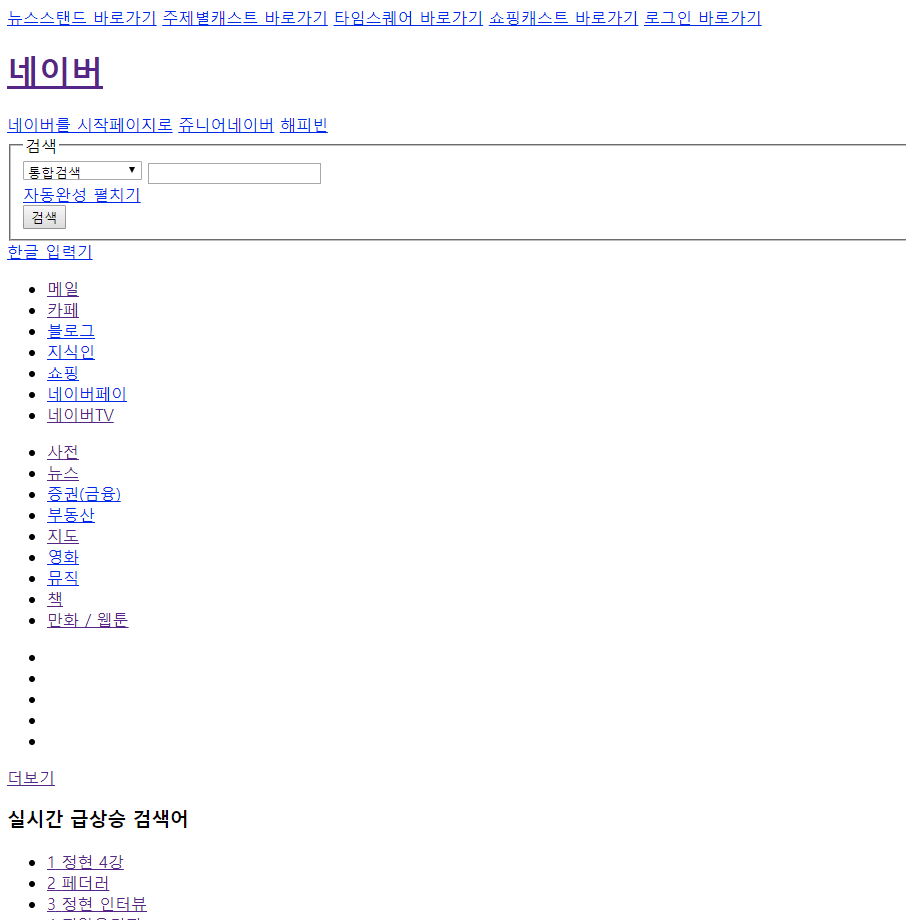 뉴스스탠드 바로가기 주제별캐스트 바로가기 타임스퀘어 바로가기 쇼핑캐스트 바로가기 로그인 바로가기
네이버
네이버를 시작페이지로 쥬니어네이버 해피빈
검색
통합검색
자동완성 펼치기
검색
한글 입력기
메일
카페
블로그
지식인
쇼핑
네이버페이
네이버TV
사전
뉴스
증권(금융)
부동산
지도
영화
뮤직
책
만화 / 웹툰
더보기
실시간 급상승 검색어
1 정현 4강
2 페더러
3 정현 인터뷰